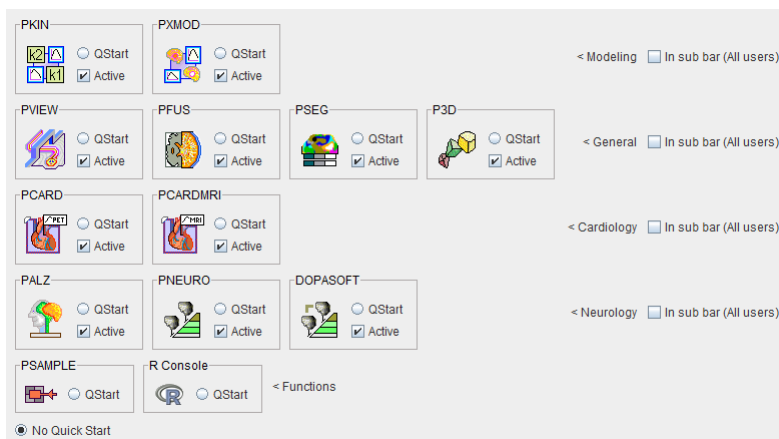 PKIN PXMOD
k2 QStart QStart < Modeling In sub bar (All users)
k1 Active Active
PVIEW PFUS PSEG P3D
QStart QStart QStart QStart < General In sub bar (All users)
Active Active Active Active
PCARD PCARDMRI
PET QStart MRI QStart < Cardiology In sub bar (All users)
Active Active
PALZ PNEURO DOPASOFT
QStart QStart QStart < Neurology In sub bar (All users)
Active Active Active
PSAMPLE R Console
QStart R QStart < Functions
No Quick Start